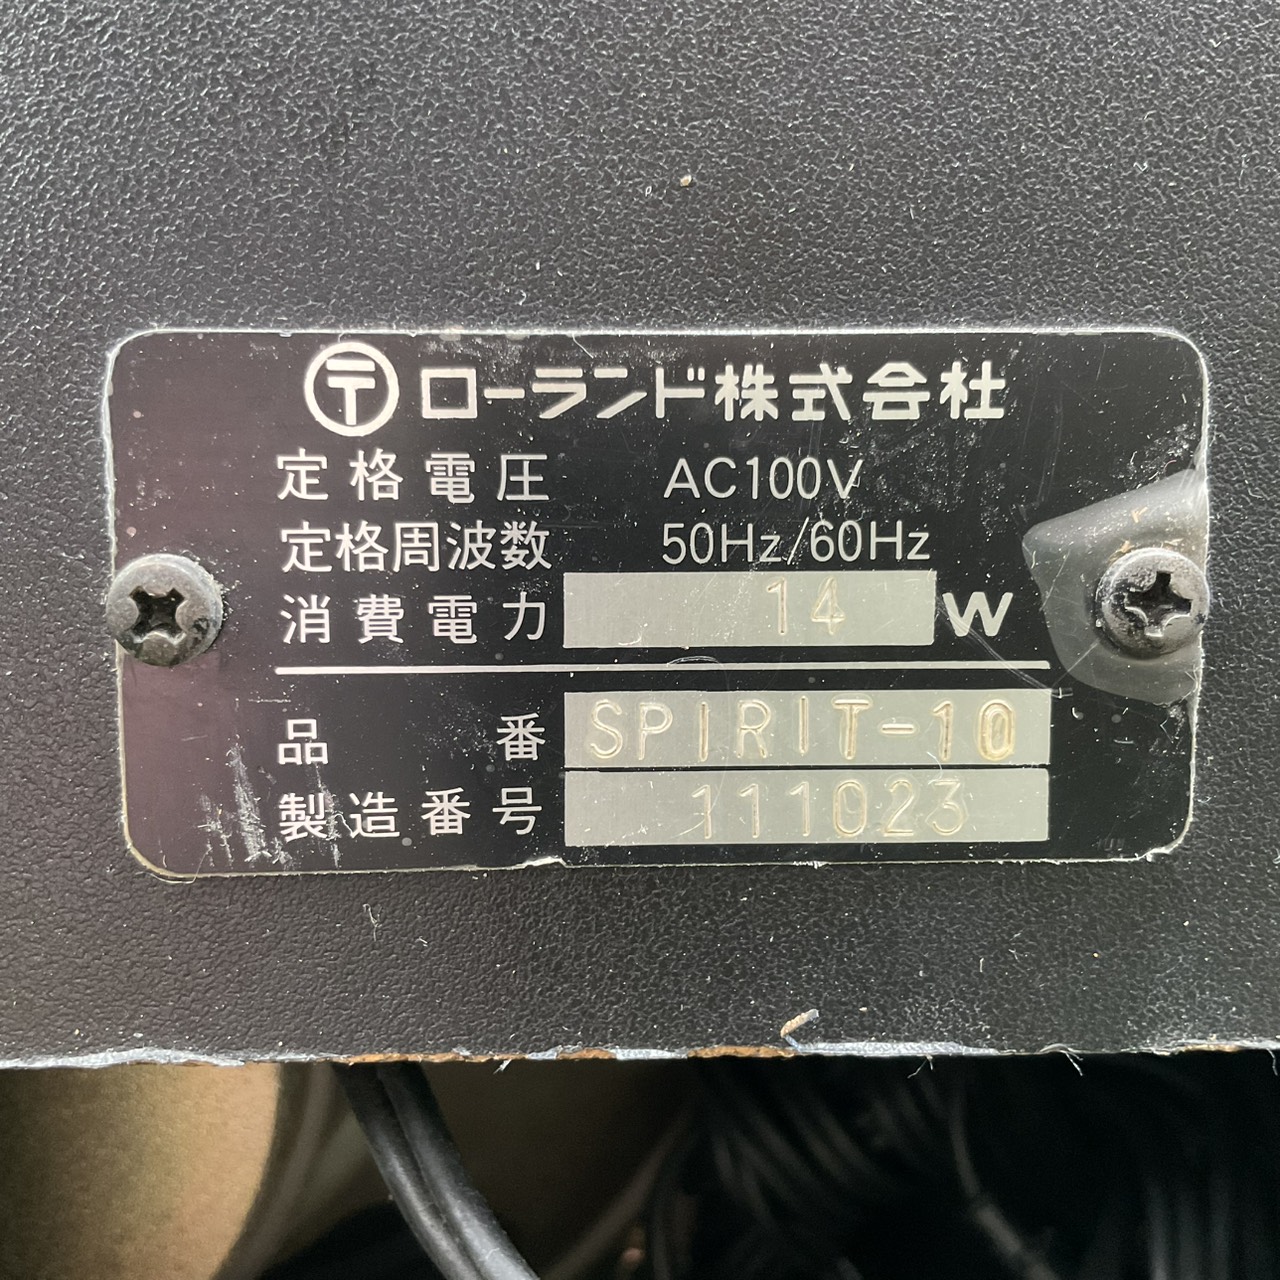 〒 ローランド株式会社
定格電圧 AC100V
定格周波数 50Hz/60Hz
消費電力 14 W
品番 SPIRIT-10
製造番号 111023